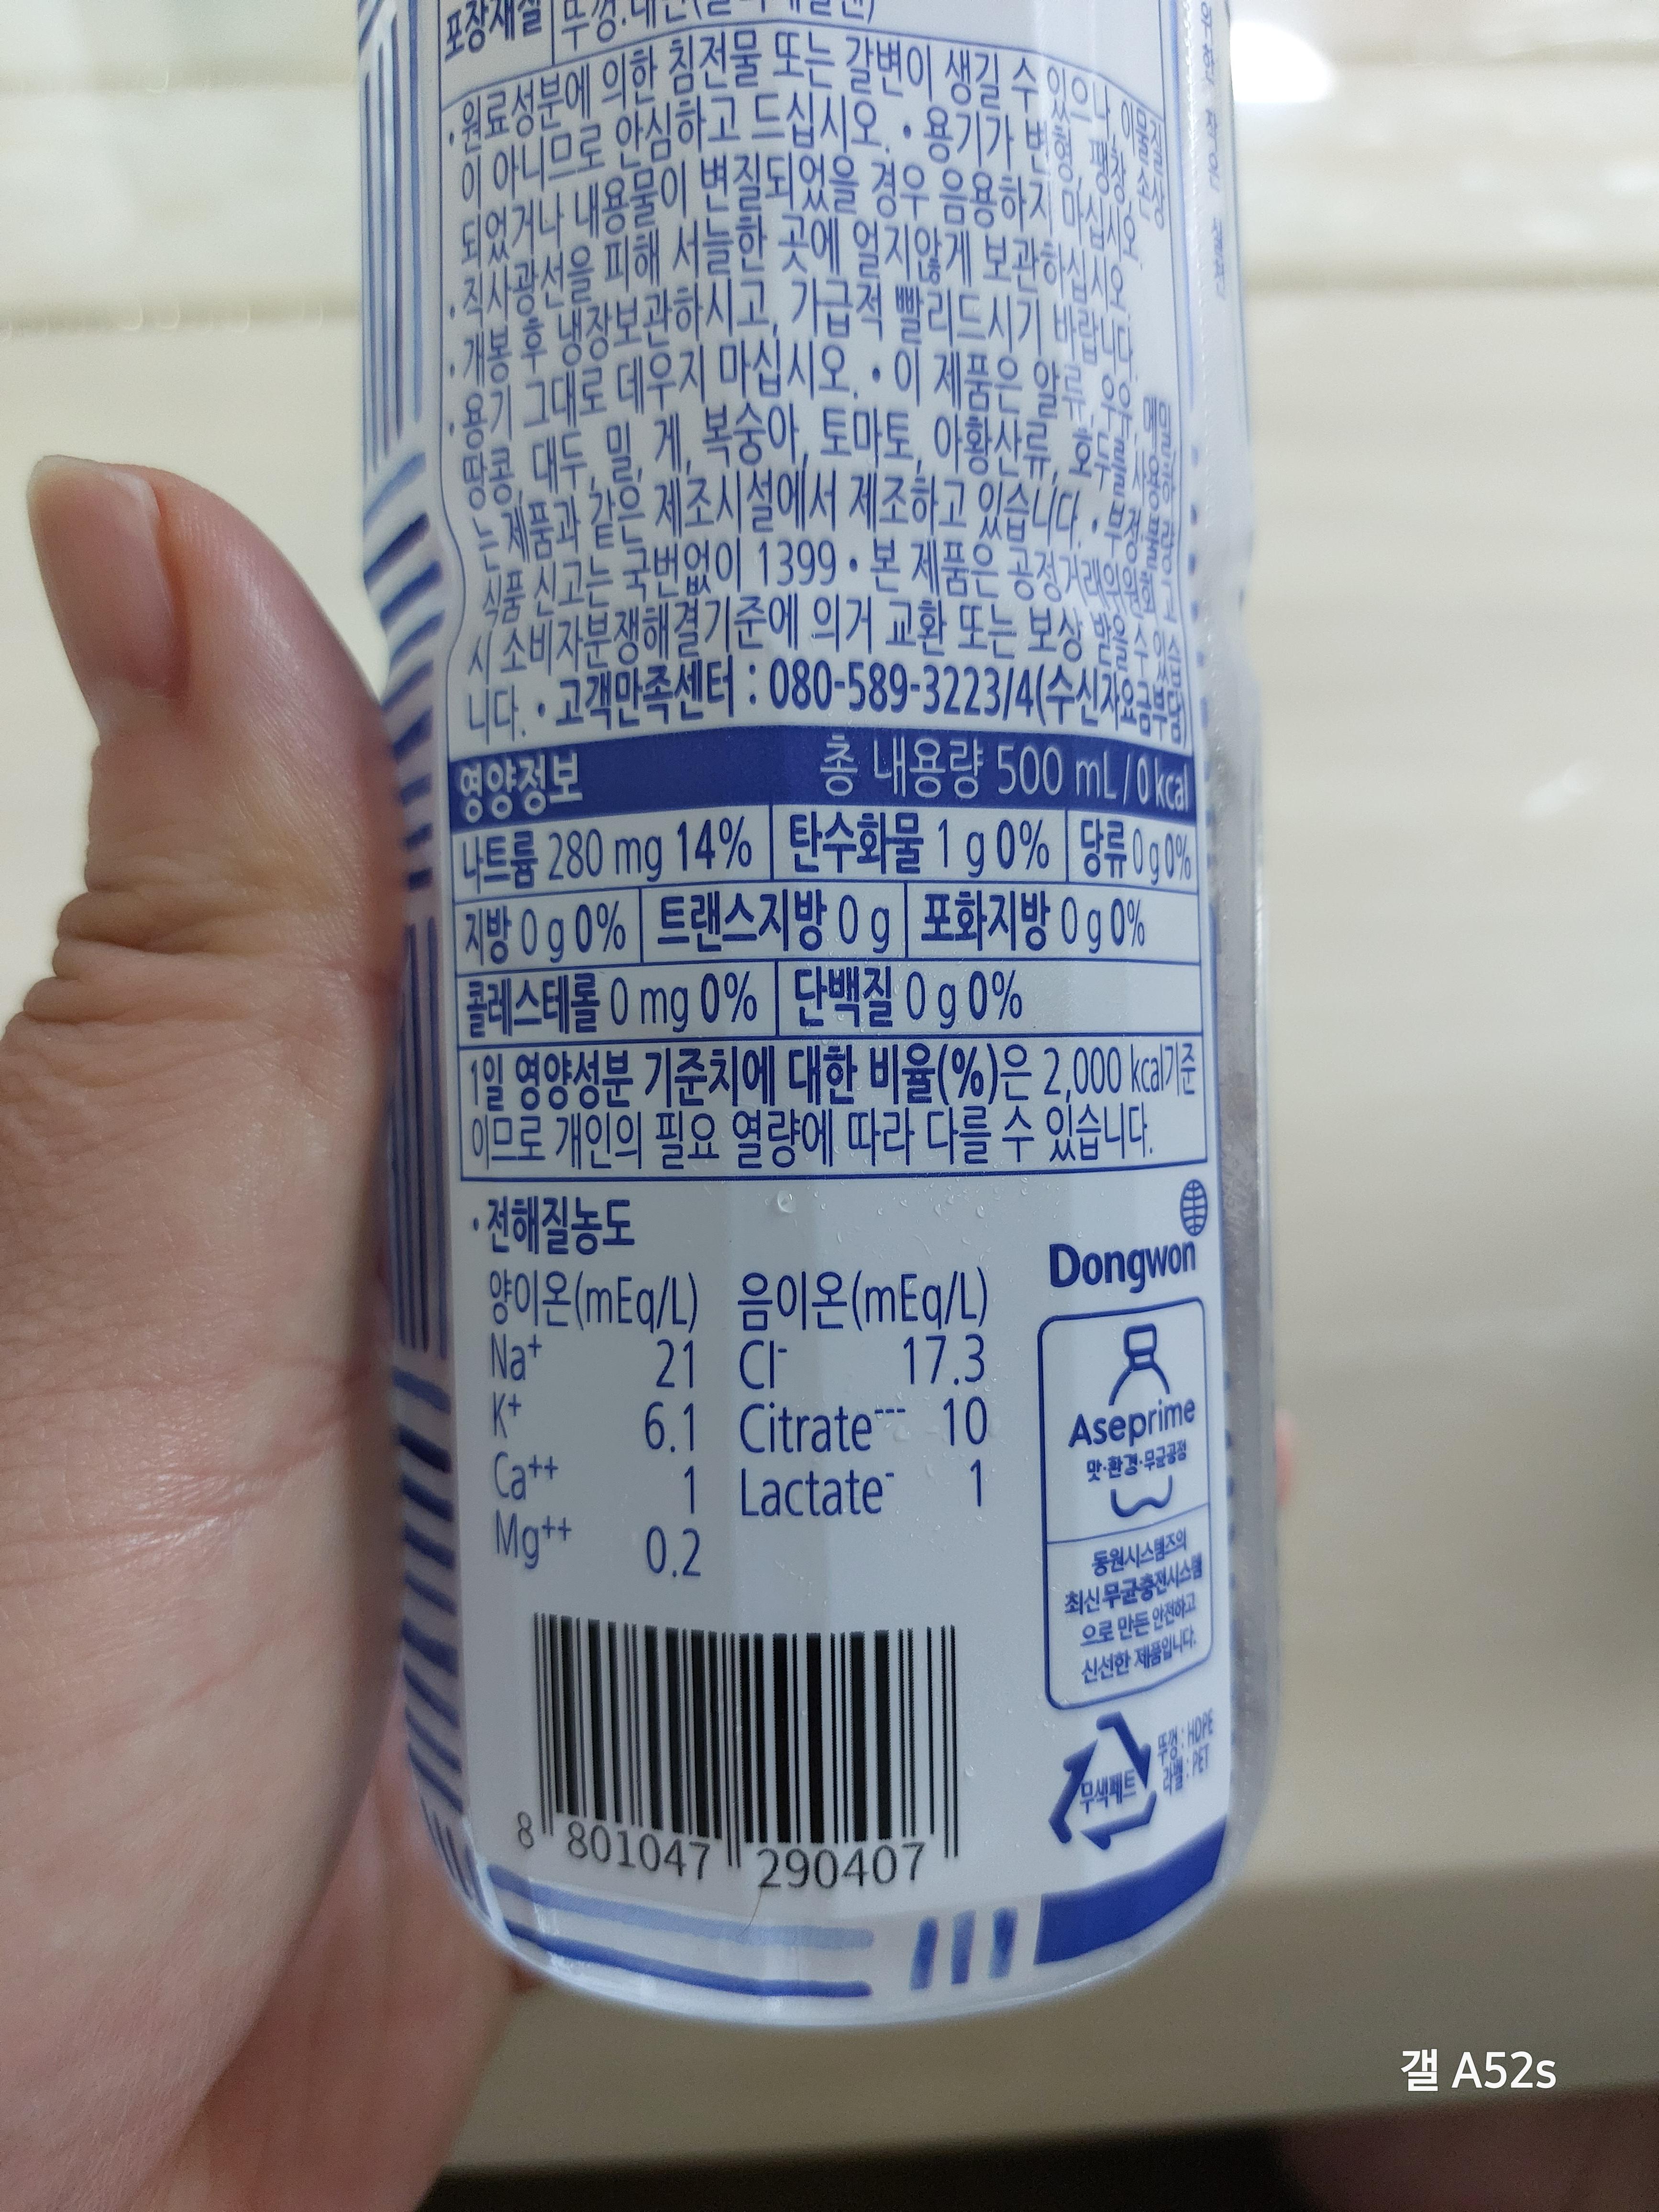 포장재질
· 원료성분에 의한 침전물 또는 갈변이 생길 수 있으나, 이물질
이 아니므로 안심하고 드십시오. · 용기가 변형, 팽창, 손상
되었거나 내용물이 변질되었을 경우 음용하지 마십시오.
· 직사광선을 피해 서늘한 곳에 얼지않게 보관하십시오.
· 개봉 후 냉장보관하시고, 가급적 빨리드시기 바랍니다.
· 용기 그대로 데우지 마십시오. · 이 제품은 알류, 우유, 메밀,
땅콩, 대두, 밀, 게, 복숭아, 토마토, 아황산류, 호두, 사용하
는 제품과 같은 제조시설에서 제조하고 있습니다. · 부정·불량
식품 신고는 국번없이 1399 · 본 제품은 공정거래위원회 고
시 소비자분쟁해결기준에 의거 교환 또는 보상 받을 수 있습
니다. · 고객만족센터 : 080-589-3223/4(수신자요금부담)
영양정보 총 내용량 500 mL / 0 kcal
나트륨 280 mg 14% 탄수화물 1 g 0% 당류 0 g 0%
지방 0 g 0% 트랜스지방 0 g 포화지방 0 g 0%
콜레스테롤 0 mg 0% 단백질 0 g 0%
1일 영양성분 기준치에 대한 비율(%)은 2,000 kcal기준
이므로 개인의 필요 열량에 따라 다를 수 있습니다.
· 전해질농도
양이온(mEq/L) 음이온(mEq/L)
Na+ 21 Cl- 17.3
K+ 6.1 Citrate--- 10
Ca++ 1 Lactate- 1
Mg++ 0.2
Dongwon
Aseprime
맛·환경·무균공정
동원시스템즈의
최신 무균충전시스템
으로 만든 안전하고
신선한 제품입니다.
무색페트
뚜껑 : HDPE
라벨 : PET
8 801047 290407
갤 A52s